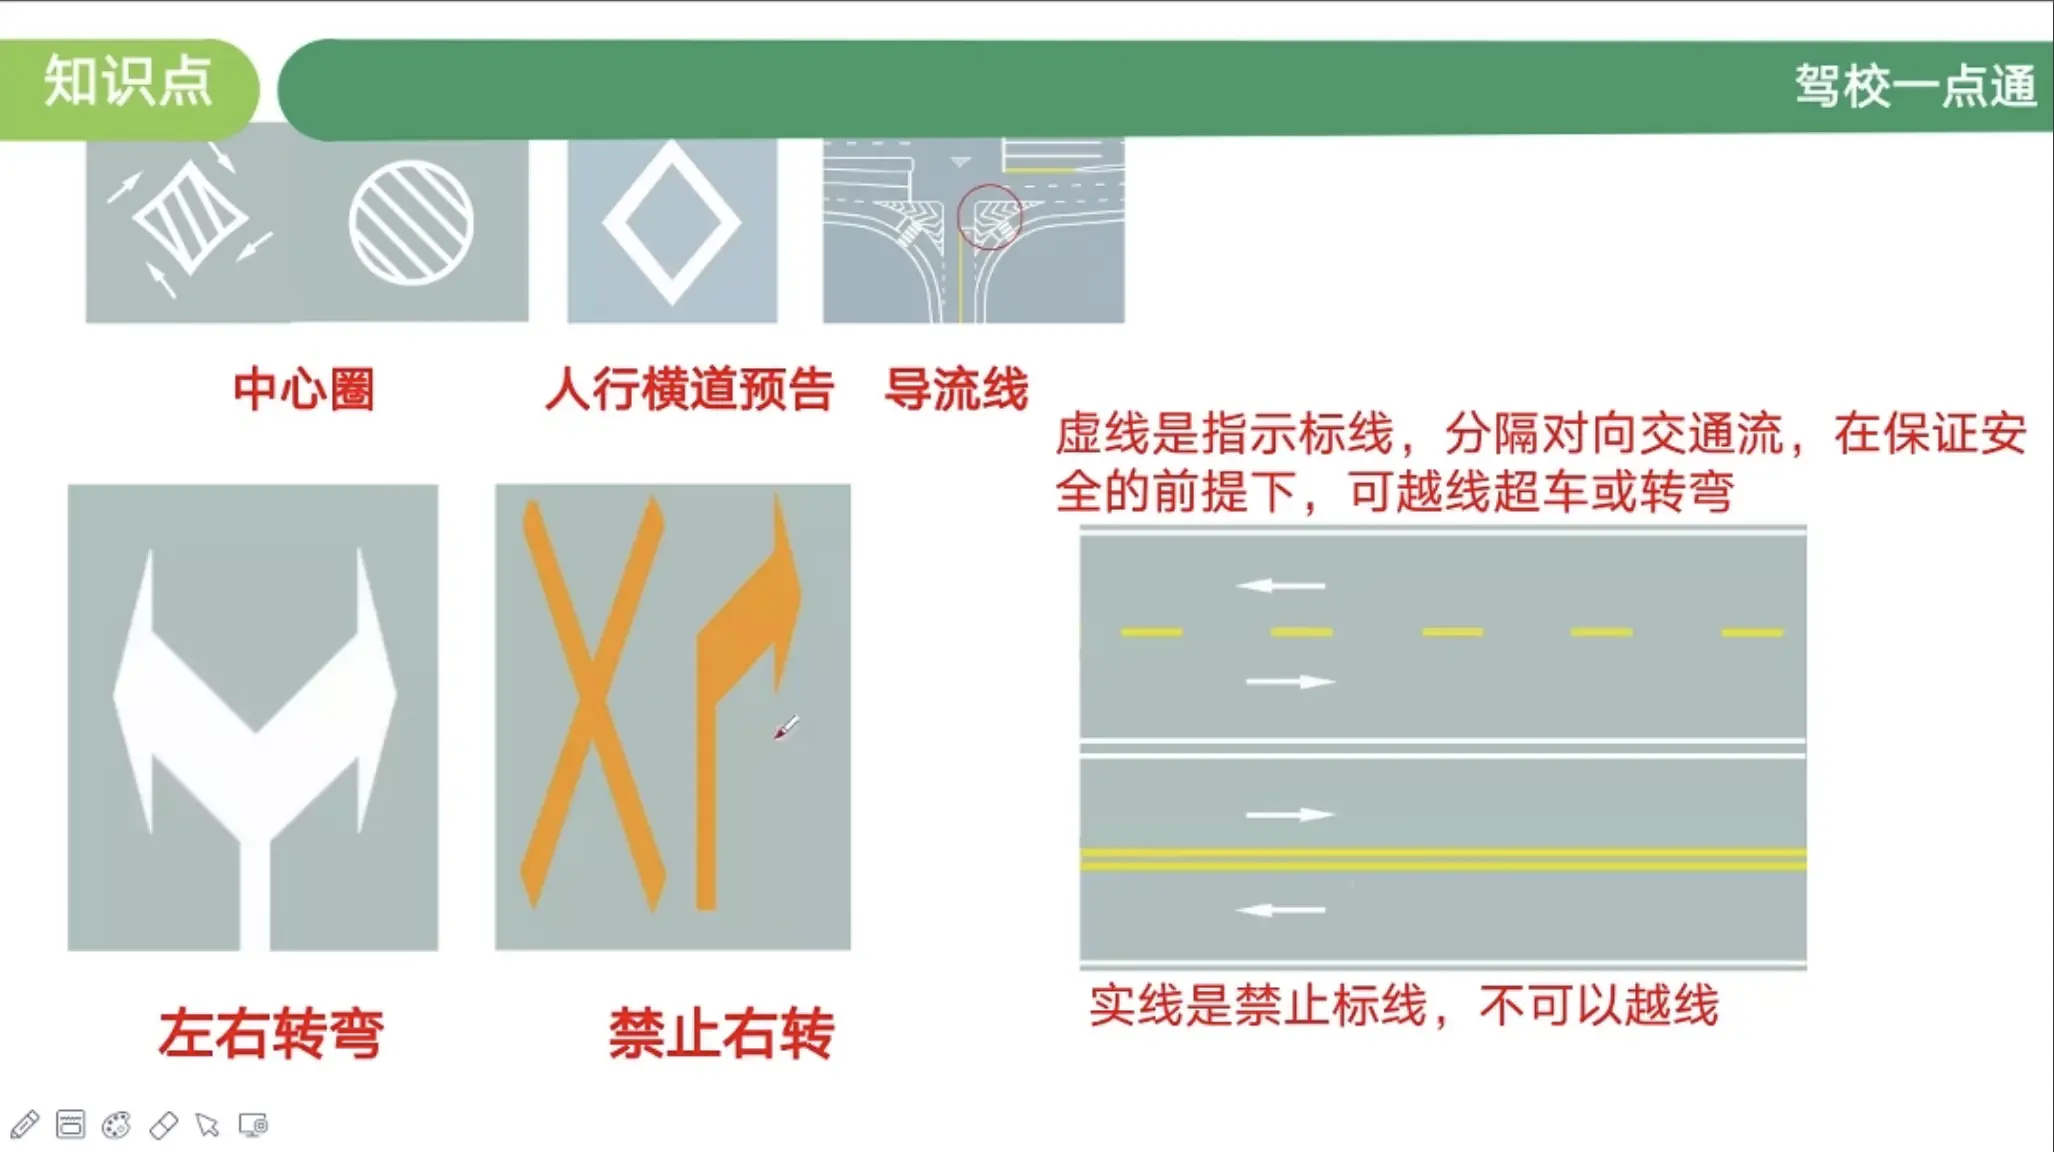 知识点
驾校一点通
中心圈
人行横道预告
导流线
虚线是指示标线，分隔对向交通流，在保证安
全的前提下，可越线超车或转弯
左右转弯
禁止右转
实线是禁止标线，不可以越线